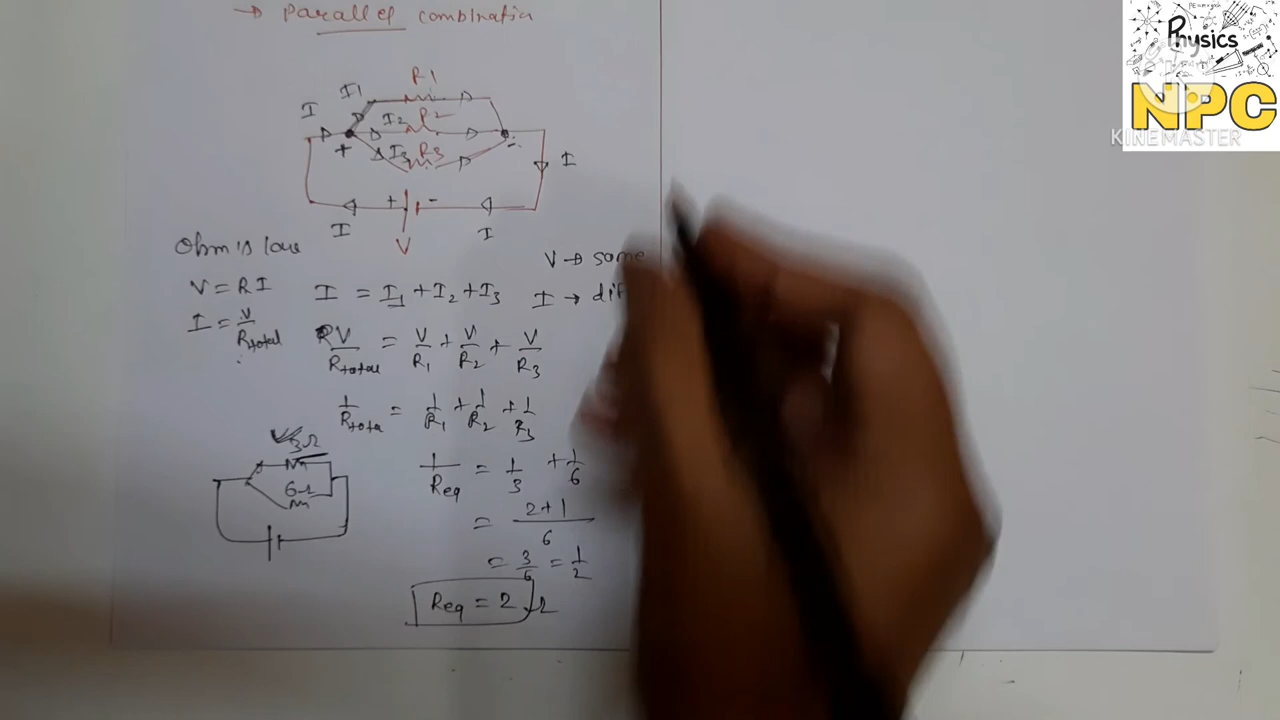 → Parallel combination
R1
I1
I
I2
R2
I3 R3
+
-
I
+ -
I
V
I
Ohm's law
V → same
V = RI
I = I1 + I2 + I3
I →
I = V/Rtotal
V/Rtotal = V/R1 + V/R2 + V/R3
1/Rtota = 1/R1 + 1/R2 + 1/R3
3Ω
6Ω
1/Req = 1/3 + 1/6
= 2+1/6
= 3/6 = 1/2
Req = 2 Ω
Physics
NPC
KINEMASTER